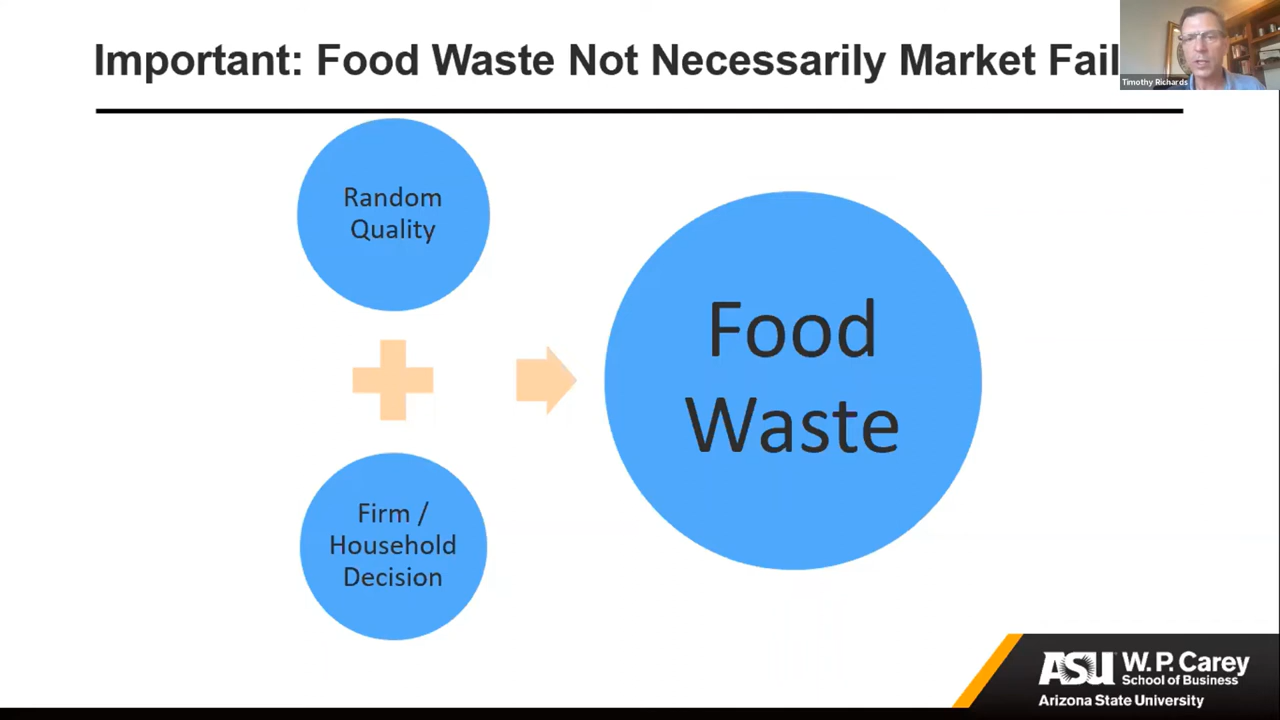 Important: Food Waste Not Necessarily Market Fail
Timothy Richards
Random
Quality
Firm /
Household
Decision
Food
Waste
ASU W. P. Carey
School of Business
Arizona State University